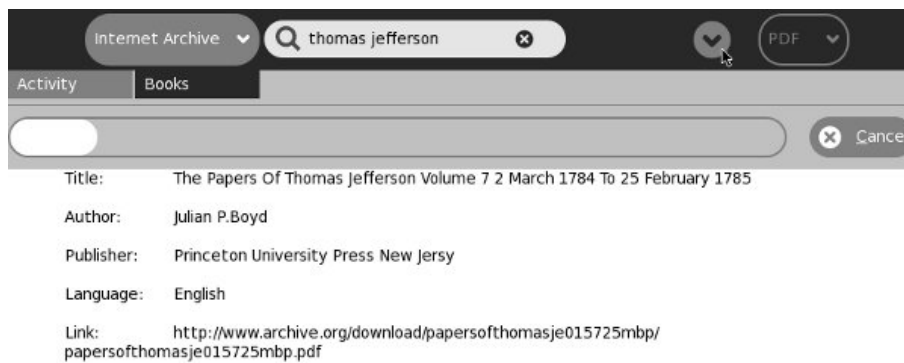 Internet Archive thomas jefferson PDF
Activity Books
Cance
Title: The Papers Of Thomas Jefferson Volume 7 2 March 1784 To 25 February 1785
Author: Julian P.Boyd
Publisher: Princeton University Press New Jersy
Language: English
Link: http://www.archive.org/download/papersofthomasje015725mbp/
papersofthomasje015725mbp.pdf